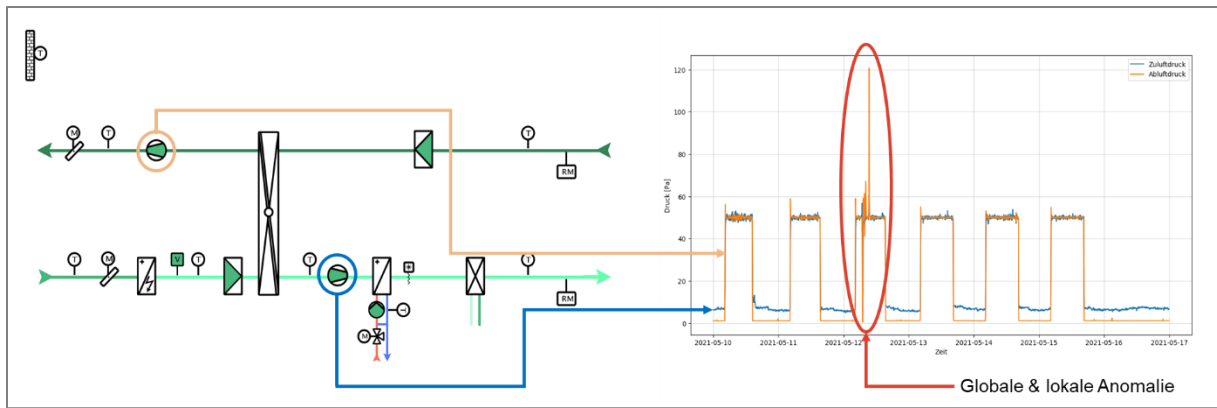 T
M
T
T
RM
Zuluftdruck
Abluftdruck
120
100
80
60
40
20
0
Druck [Pa]
T
M
V
T
T
T
RM
M
2021-05-10
2021-05-11
2021-05-12
2021-05-13
2021-05-14
2021-05-15
2021-05-16
2021-05-17
Zeit
Globale & lokale Anomalie